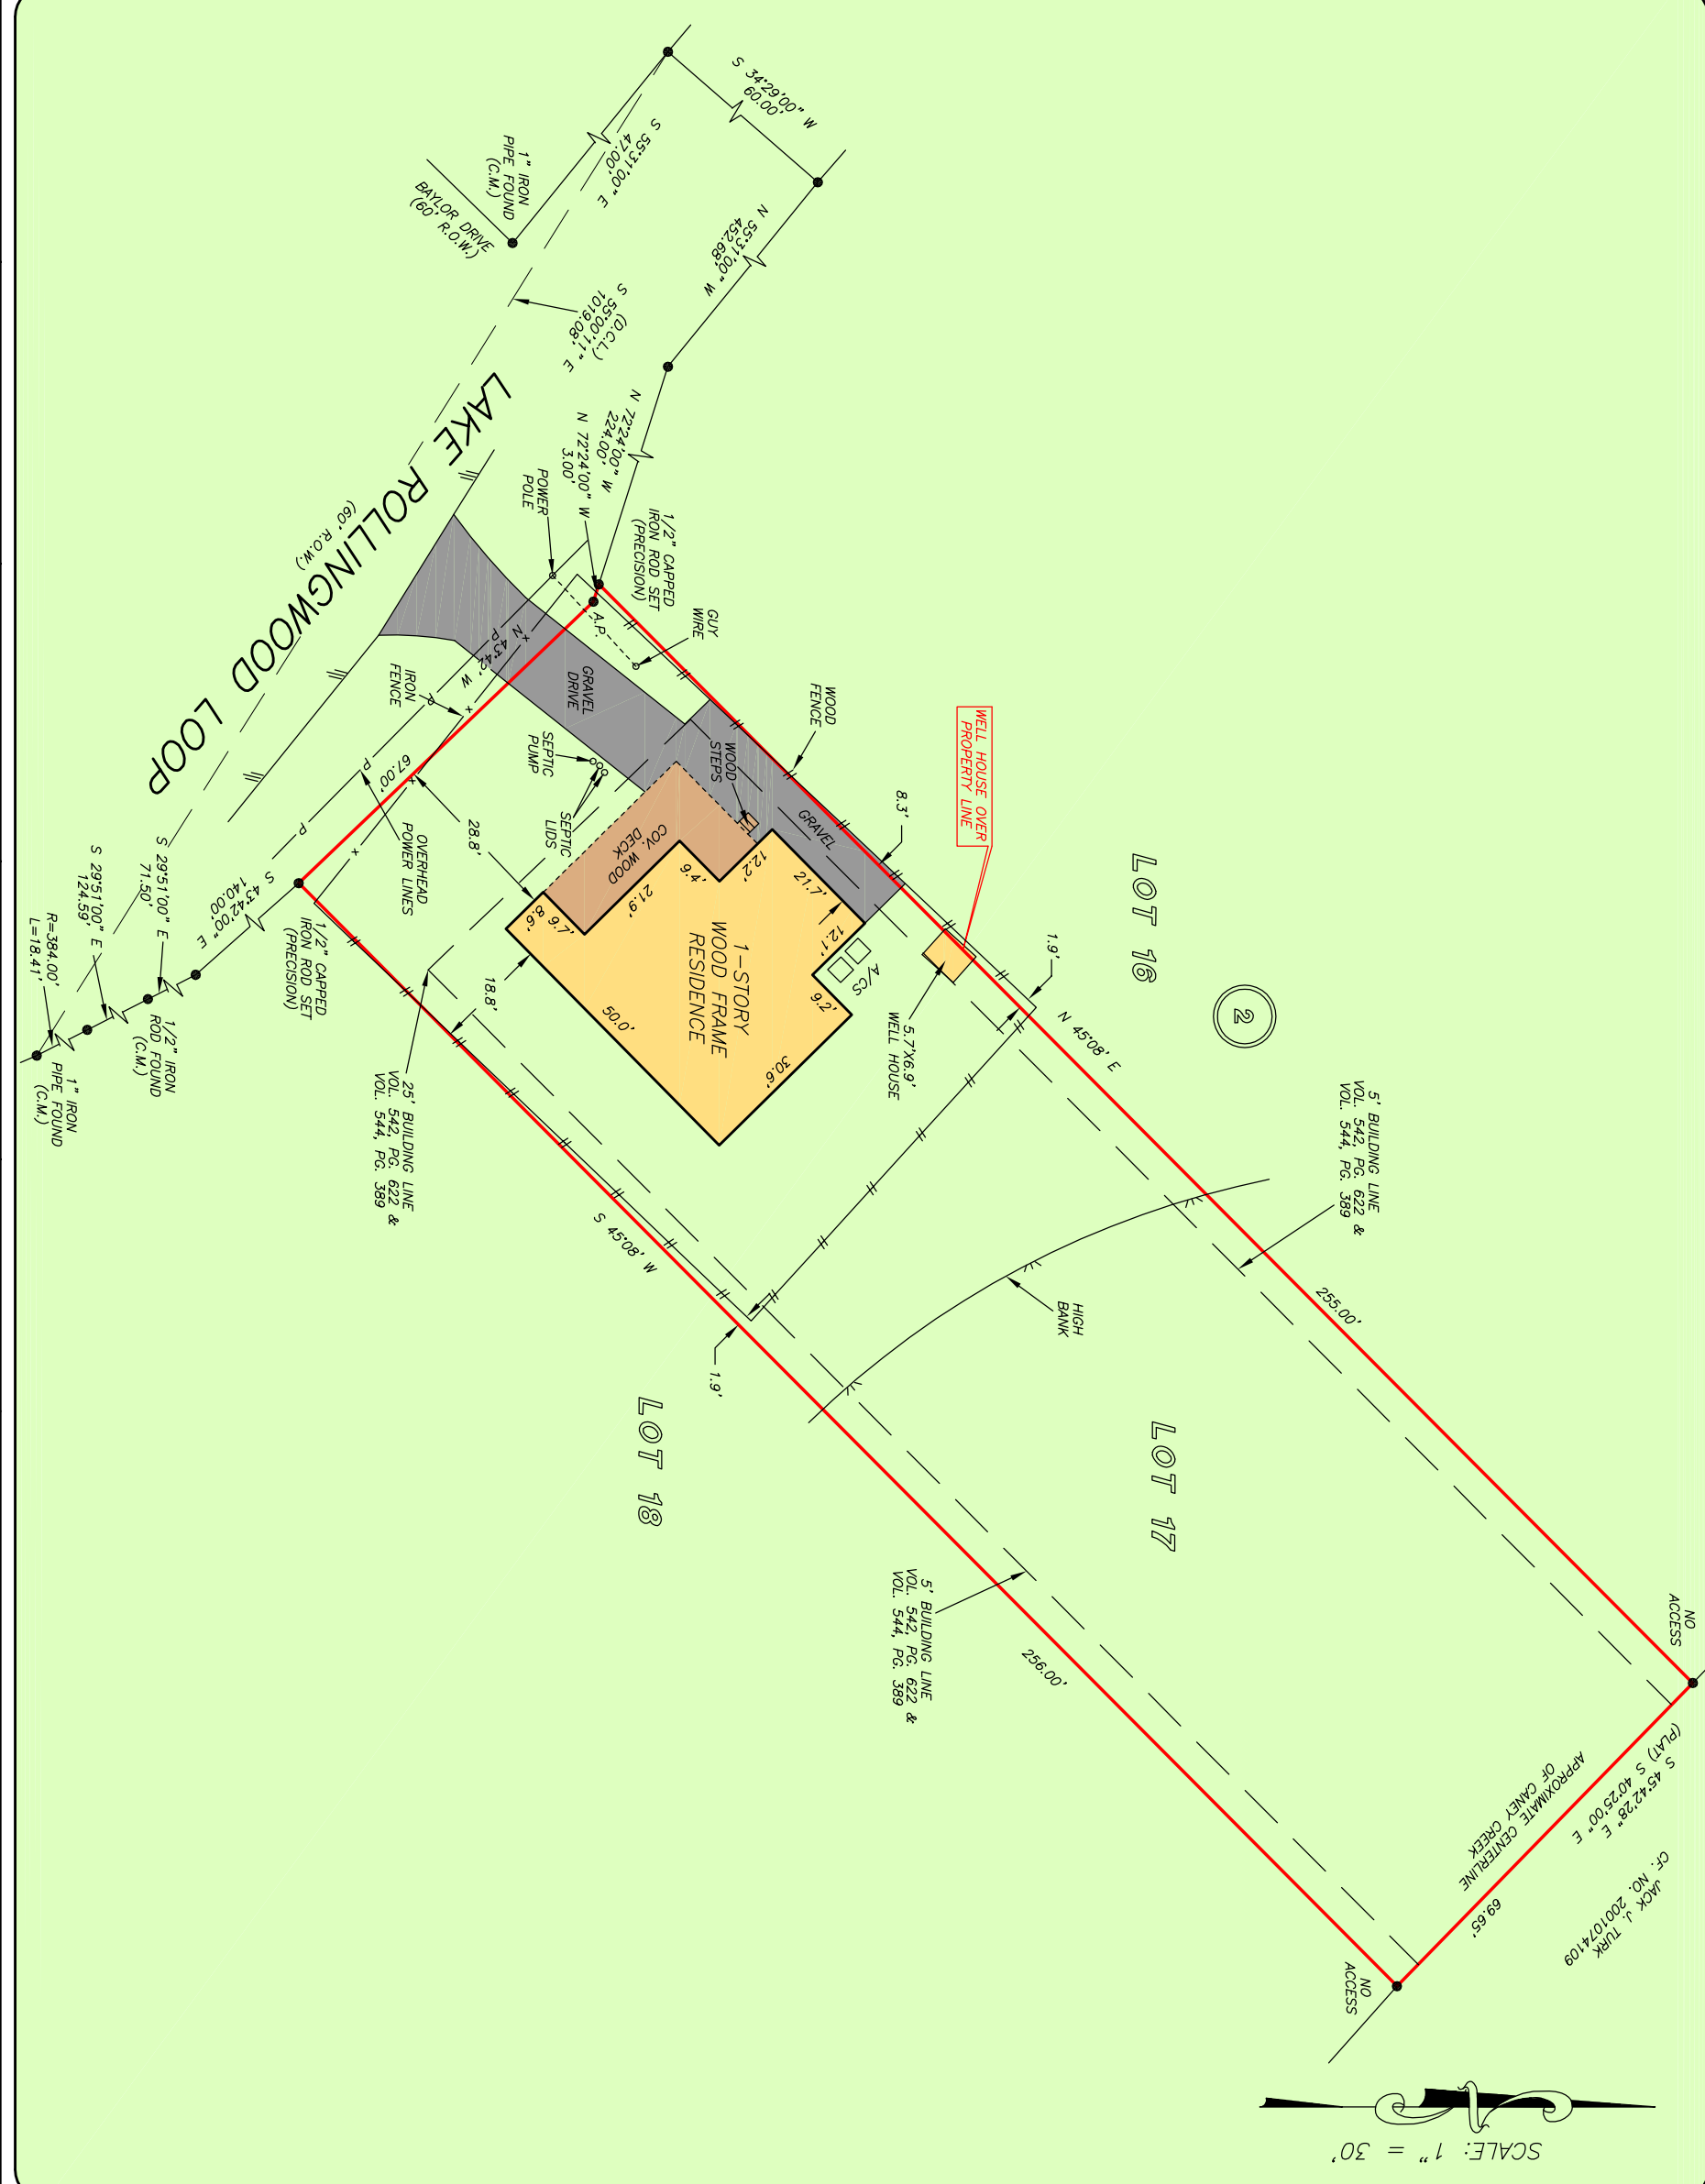 S 34°29'00" W
60.00'
S 55°31'00" E
47.00'
1" IRON
PIPE FOUND
(C.M.)
BAYLOR DRIVE
(60' R.O.W.)
N 55°31'00" W
452.68'
(D.C.L.)
S 55°00'11" E
1019.08'
LAKE ROLLINGWOOD LOOP
(60' R.O.W.)
N 72°24'00" W
224.00'
N 72°24'00" W
3.00'
POWER
POLE
1/2" CAPPED
IRON ROD SET
(PRECISION)
A.P.
GUY
WIRE
N 43°42' W
67.00'
IRON
FENCE
GRAVEL
DRIVE
WOOD
FENCE
SEPTIC
PUMP
SEPTIC
LIDS
WOOD
STEPS
GRAVEL
COV. WOOD
DECK
OVERHEAD
POWER LINES
28.8'
8.3'
WELL HOUSE OVER
PROPERTY LINE
LOT 16
2
1-STORY
WOOD FRAME
RESIDENCE
12.2'
9.4'
21.9'
9.7'
8.6'
21.7'
12.1'
9.2'
30.6'
50.0'
A/CS
18.8'
5.7'X6.9'
WELL HOUSE
1.9'
N 45°08' E
255.00'
5' BUILDING LINE
VOL. 542, PG. 622 &
VOL. 544, PG. 389
25' BUILDING LINE
VOL. 542, PG. 622 &
VOL. 544, PG. 389
1/2" CAPPED
IRON ROD SET
(PRECISION)
S 43°42'00" E
140.00'
S 29°51'00" E
71.50'
S 29°51'00" E
124.59'
R=384.00'
L=18.41'
1/2" IRON
ROD FOUND
(C.M.)
1" IRON
PIPE FOUND
(C.M.)
S 45°08' W
256.00'
1.9'
HIGH
BANK
LOT 17
LOT 18
5' BUILDING LINE
VOL. 542, PG. 622 &
VOL. 544, PG. 389
NO
ACCESS
S 45°42'28" E
(PLAT) S 40°25'00" E
APPROXIMATE CENTERLINE
OF CANEY CREEK
69.65'
JACK J. TURK
CF. NO. 2001074109
NO
ACCESS
SCALE: 1" = 30'